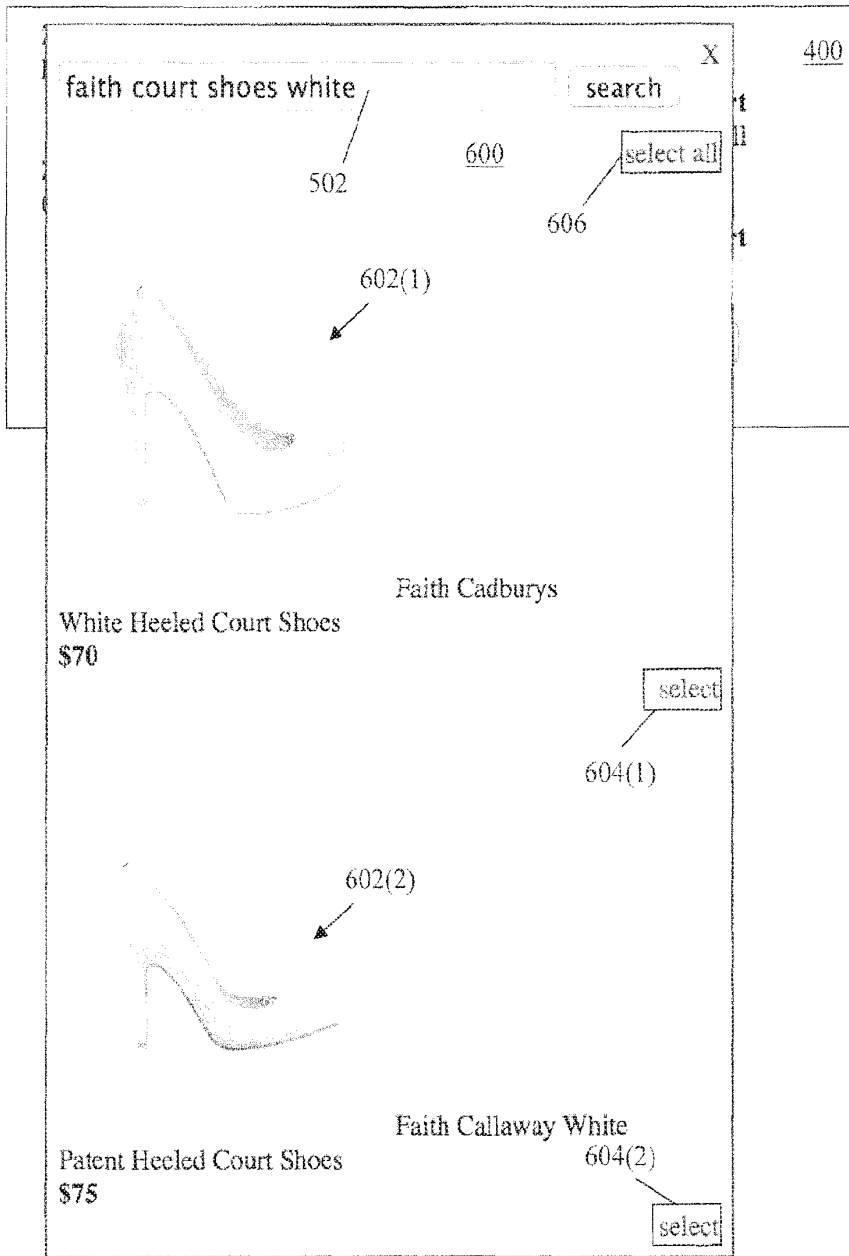 X
400
faith court shoes white
search
502
600
select all
606
602(1)
Faith Cadburys
White Heeled Court Shoes
$70
select
604(1)
602(2)
Faith Callaway White
Patent Heeled Court Shoes
604(2)
$75
select